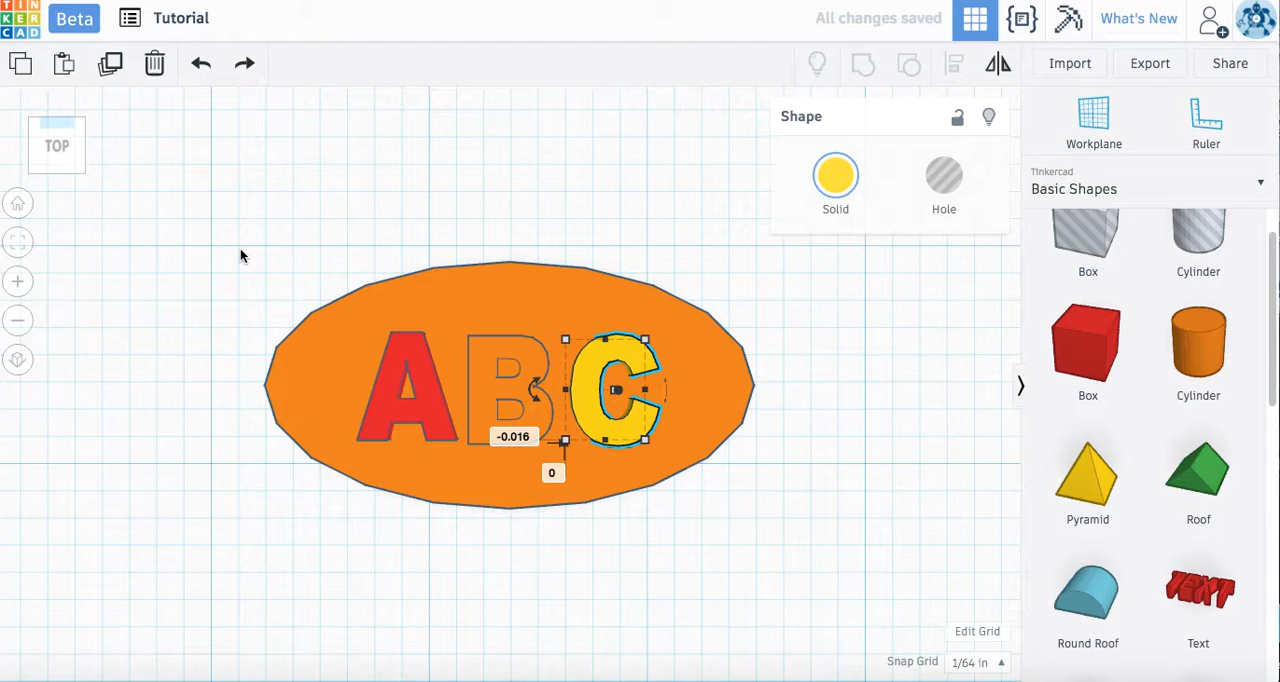 TIN
KER
CAD
Beta
Tutorial
All changes saved
What's New
Import
Export
Share
TOP
Shape
Solid
Hole
Workplane
Ruler
Tinkercad
Basic Shapes
Box
Cylinder
Box
Cylinder
Pyramid
Roof
TEXT
Round Roof
Text
ABC
-0.016
0
Edit Grid
Snap Grid
1/64 in